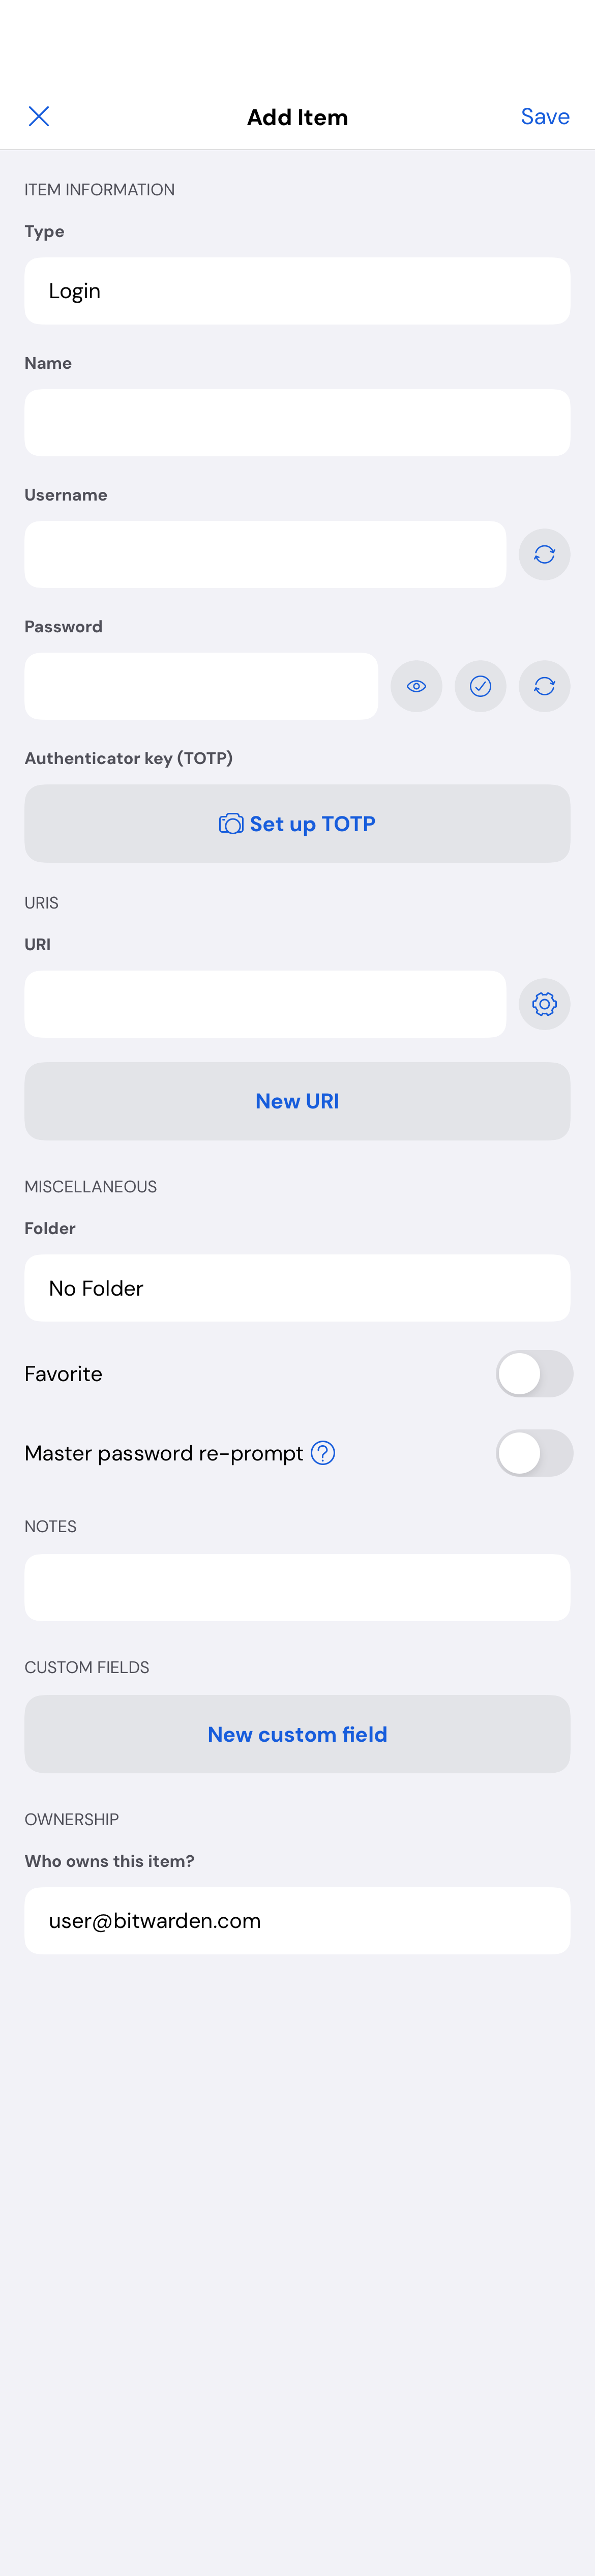 Add Item
Save
ITEM INFORMATION
Type
Login
Name
Username
Password
Authenticator key (TOTP)
Set up TOTP
URIS
URI
New URI
MISCELLANEOUS
Folder
No Folder
Favorite
Master password re-prompt
NOTES
CUSTOM FIELDS
New custom field
OWNERSHIP
Who owns this item?
user@bitwarden.com